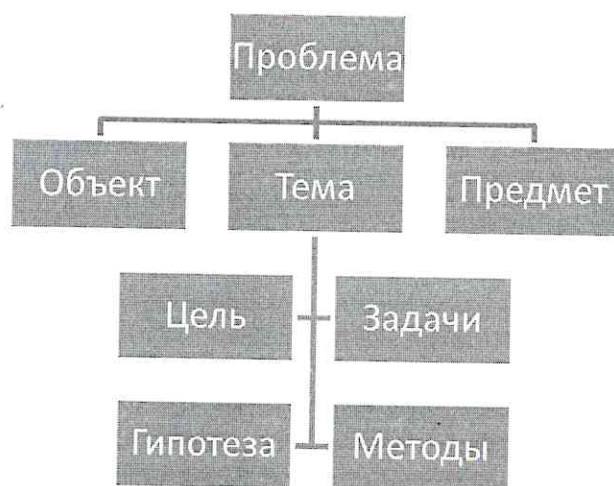 Проблема
Объект
Тема
Предмет
Цель
Задачи
Гипотеза
Методы